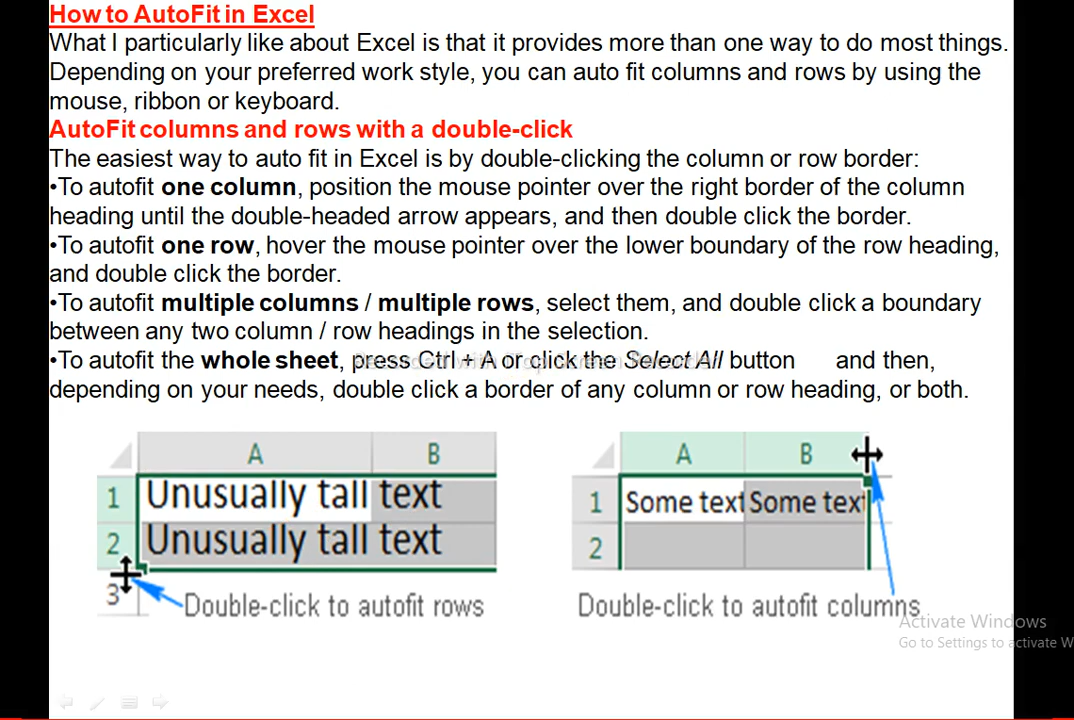 How to AutoFit in Excel
What I particularly like about Excel is that it provides more than one way to do most things.
Depending on your preferred work style, you can auto fit columns and rows by using the
mouse, ribbon or keyboard.
AutoFit columns and rows with a double-click
The easiest way to auto fit in Excel is by double-clicking the column or row border:
•To autofit one column, position the mouse pointer over the right border of the column
heading until the double-headed arrow appears, and then double click the border.
•To autofit one row, hover the mouse pointer over the lower boundary of the row heading,
and double click the border.
•To autofit multiple columns / multiple rows, select them, and double click a boundary
between any two column / row headings in the selection.
•To autofit the whole sheet, press Ctrl + A or click the Select All button and then,
Recorded with iTop Screen Recorder
depending on your needs, double click a border of any column or row heading, or both.
A B
1 Unusually tall text
2 Unusually tall text
3
Double-click to autofit rows
A B
1 Some text Some text
2
Double-click to autofit columns
Activate Windows
Go to Settings to activate W